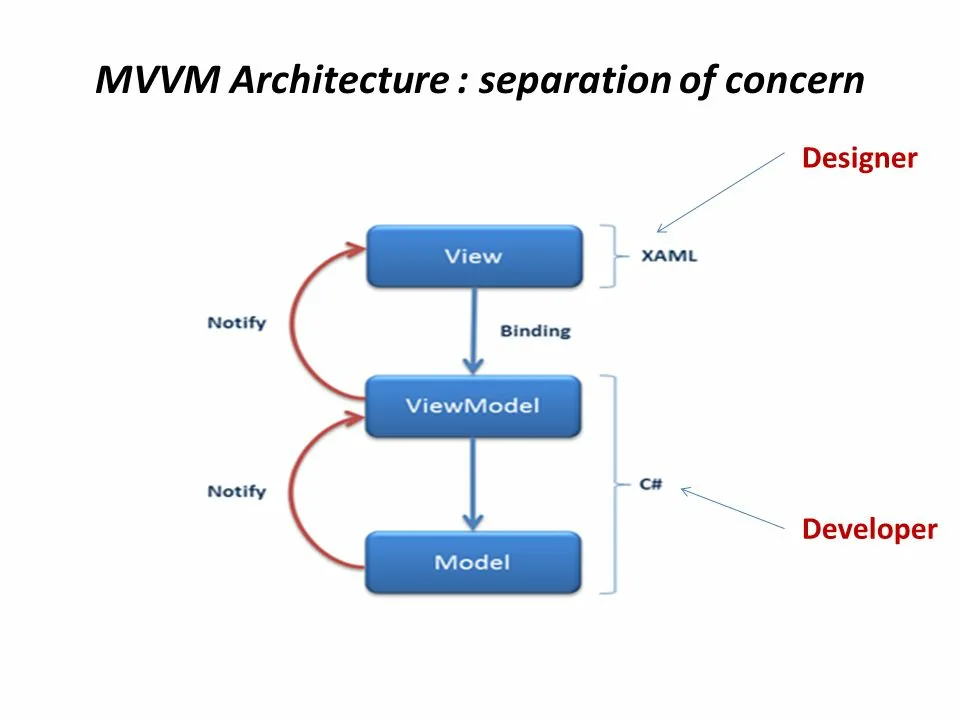 MVVM Architecture : separation of concern
Designer
View
XAML
Notify
Binding
ViewModel
Notify
C#
Developer
Model